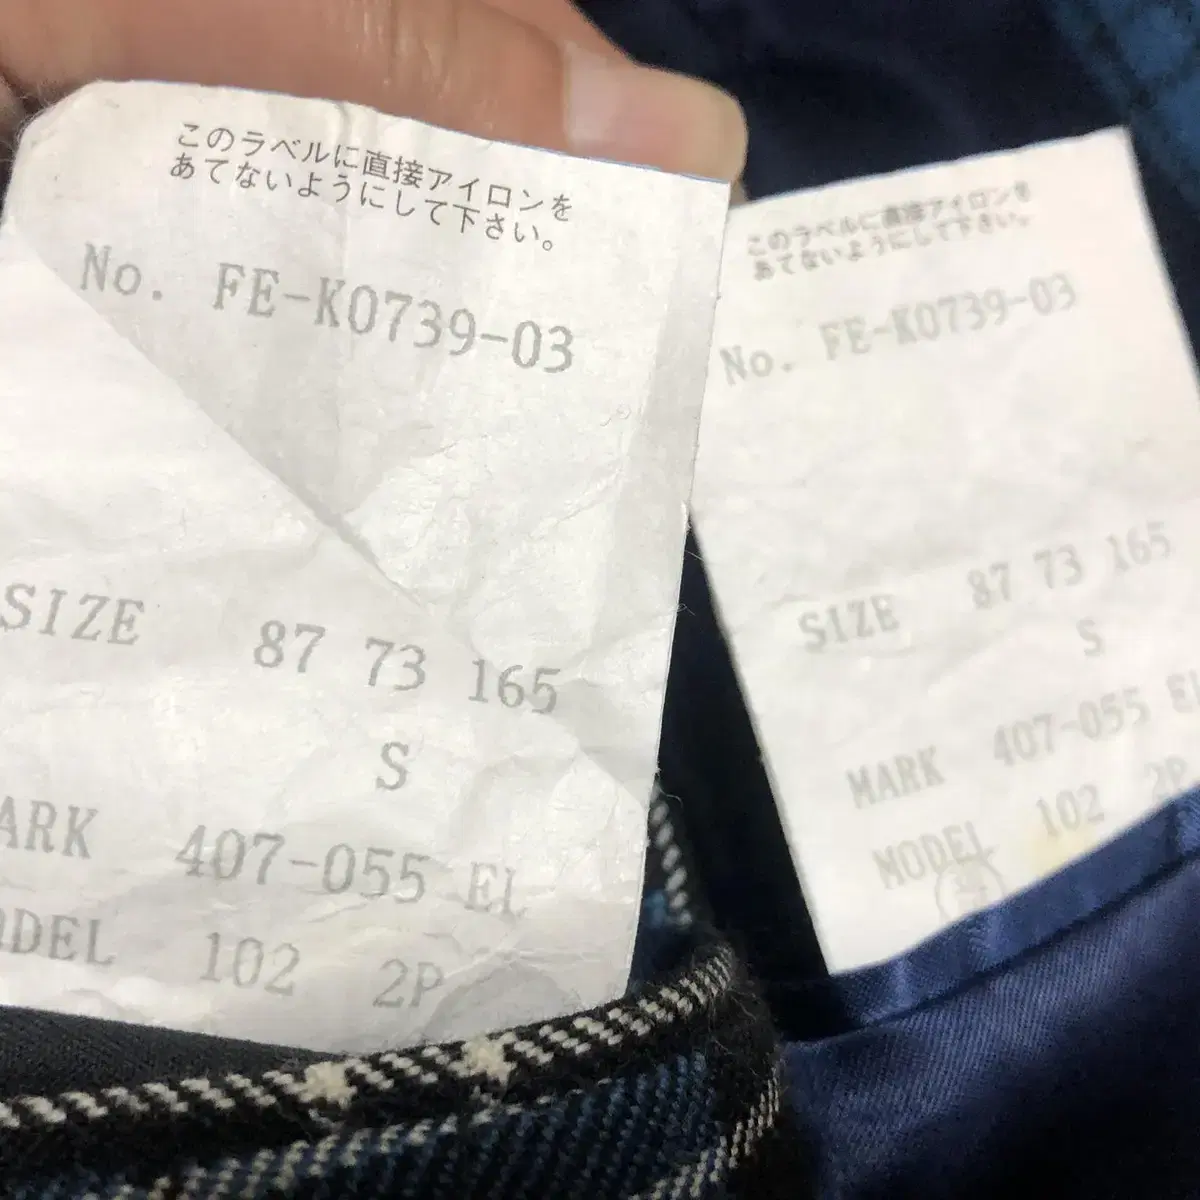 このラベルに直接アイロンを
あてないようにして下さい。
No. FE-K0739-03
SIZE 87 73 165
S
ARK 407-055 EL
ODEL 102 2P
このラベルに直接アイロンを
あてないようにして下さい。
No. FE-K0739-03
SIZE 87 73 165
S
MARK 407-055 EL
MODEL 102 2P